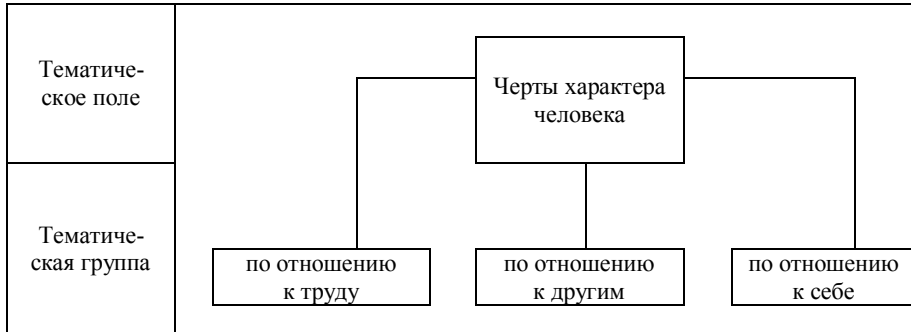 Тематиче-
ское поле
Черты характера
человека
Тематиче-
ская группа
по отношению
к труду
по отношению
к другим
по отношению
к себе